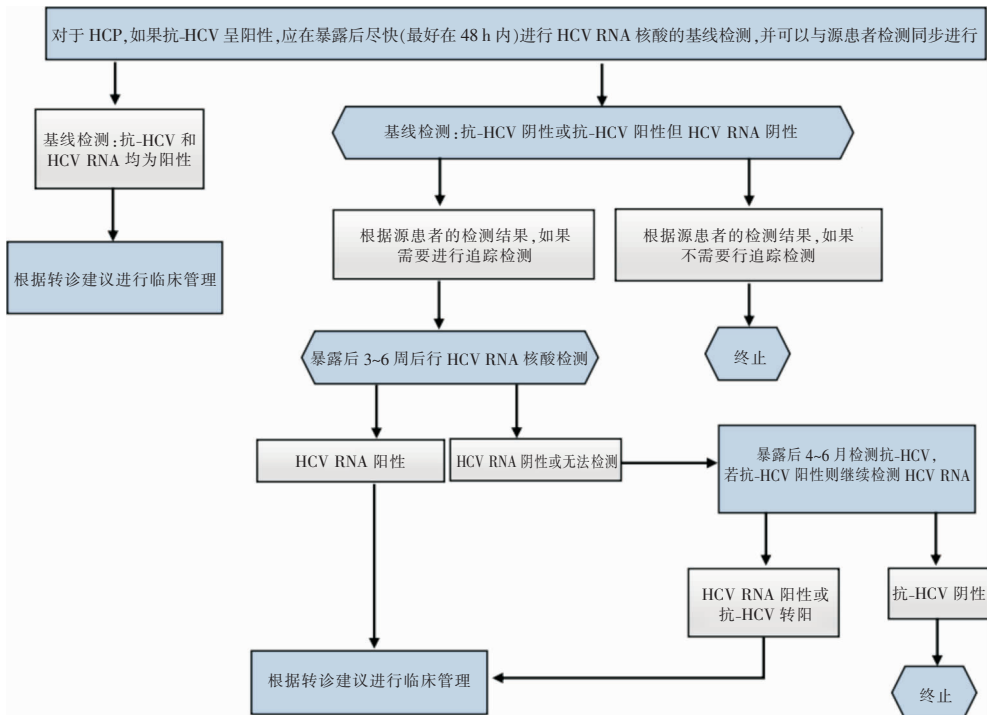 对于 HCP,如果抗-HCV 呈阳性,应在暴露后尽快(最好在 48 h 内)进行 HCV RNA 核酸的基线检测,并可以与源患者检测同步进行
基线检测:抗-HCV 和
HCV RNA 均为阳性
基线检测:抗-HCV 阴性或抗-HCV 阳性但 HCV RNA 阴性
根据转诊建议进行临床管理
根据源患者的检测结果,如果
需要进行追踪检测
根据源患者的检测结果,如果
不需要行追踪检测
暴露后 3~6 周后行 HCV RNA 核酸检测
终止
HCV RNA 阳性
HCV RNA 阴性或无法检测
暴露后 4~6 月检测抗-HCV,
若抗-HCV 阳性则继续检测 HCV RNA
HCV RNA 阳性或
抗-HCV 转阳
抗-HCV 阴性
根据转诊建议进行临床管理
终止